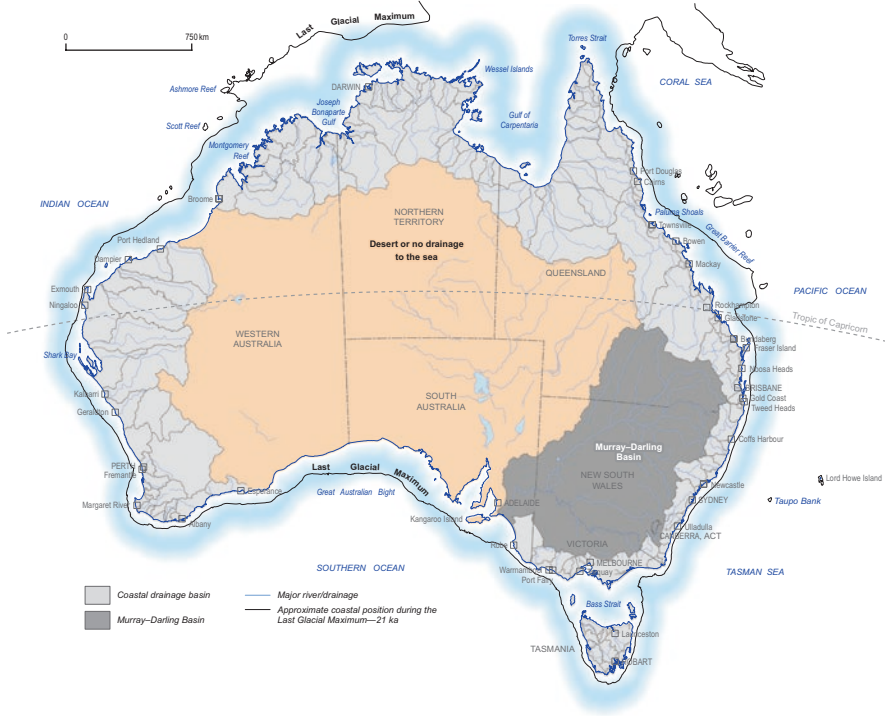 Last Glacial Maximum
0
750 km
Torres Strait
Wessel Islands
CORAL SEA
Ashmore Reef
DARWIN
Joseph
Bonaparte
Gulf
Gulf of
Carpentaria
Scott Reef
Montgomery
Reef
Port Douglas
Cairns
INDIAN OCEAN
Broome
NORTHERN
TERRITORY
Paluma Shoals
Townsville
Great Barrier Reef
Port Hedland
Desert or no drainage
to the sea
Bowen
Dampier
QUEENSLAND
Mackay
Exmouth
Ningaloo
PACIFIC OCEAN
Rockhampton
Gladstone
Tropic of Capricorn
WESTERN
AUSTRALIA
Bundaberg
Fraser Island
Shark Bay
Noosa Heads
BRISBANE
Kalbarri
SOUTH
AUSTRALIA
Gold Coast
Tweed Heads
Geraldton
Coffs Harbour
Murray–Darling
Basin
PERTH
Fremantle
Last Glacial Maximum
NEW SOUTH
WALES
Lord Howe Island
Newcastle
Esperance
Great Australian Bight
SYDNEY
Taupo Bank
Margaret River
ADELAIDE
Albany
Kangaroo Island
Ulladulla
CANBERRA, ACT
Robe
VICTORIA
SOUTHERN OCEAN
MELBOURNE
TASMAN SEA
Port Fairy
Coastal drainage basin
Major river/drainage
Bass Strait
Approximate coastal position during the
Last Glacial Maximum—21 ka
Murray–Darling Basin
Launceston
TASMANIA
HOBART